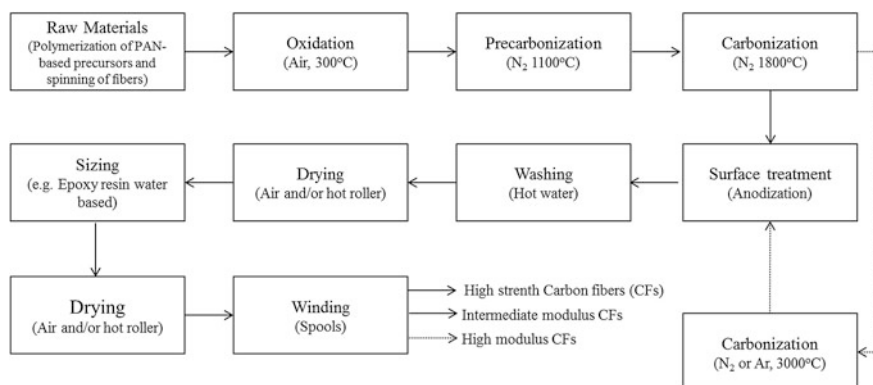 Raw Materials
(Polymerization of PAN-
based precursors and
spinning of fibers)
Oxidation
(Air, 300°C)
Precarbonization
(N₂ 1100°C)
Carbonization
(N₂ 1800°C)
Sizing
(e.g. Epoxy resin water
based)
Drying
(Air and/or hot roller)
Washing
(Hot water)
Surface treatment
(Anodization)
Drying
(Air and/or hot roller)
Winding
(Spools)
High strenth Carbon fibers (CFs)
Intermediate modulus CFs
High modulus CFs
Carbonization
(N₂ or Ar, 3000°C)